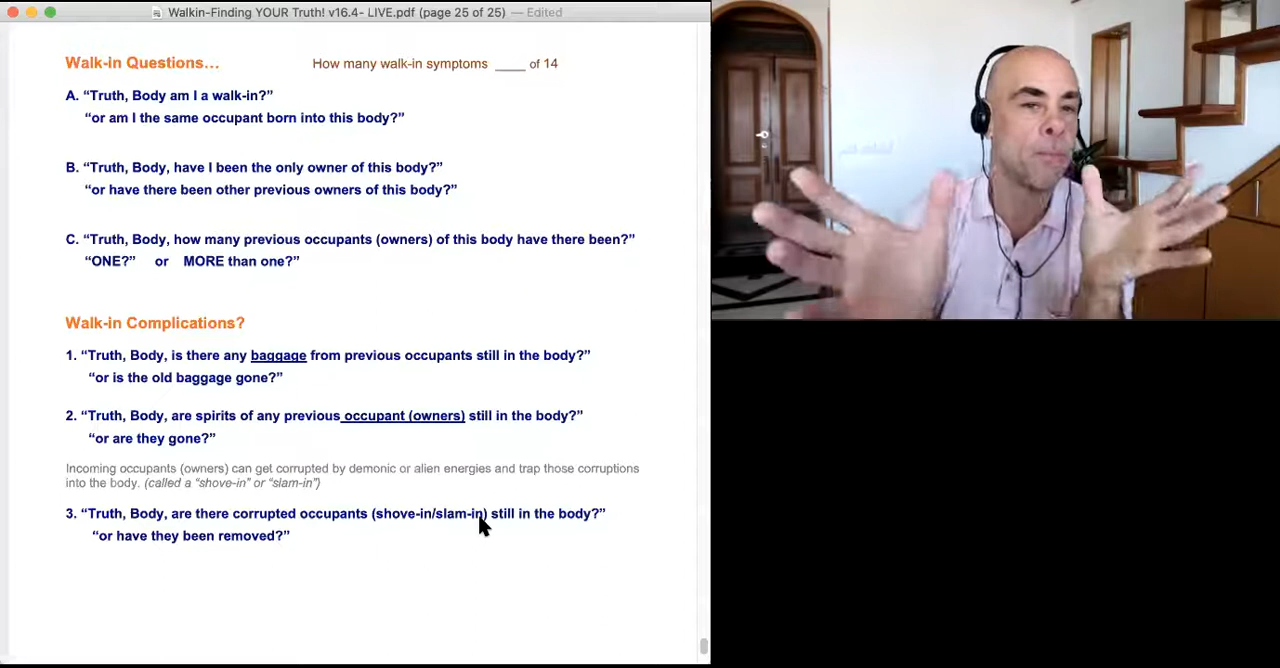 Walkin-Finding YOUR Truth! v16.4- LIVE.pdf (page 25 of 25) — Edited
Walk-in Questions… How many walk-in symptoms ____ of 14
A. “Truth, Body am I a walk-in?”
“or am I the same occupant born into this body?”
B. “Truth, Body, have I been the only owner of this body?”
“or have there been other previous owners of this body?”
C. “Truth, Body, how many previous occupants (owners) of this body have there been?”
“ONE?” or MORE than one?”
Walk-in Complications?
1. “Truth, Body, is there any baggage from previous occupants still in the body?”
“or is the old baggage gone?”
2. “Truth, Body, are spirits of any previous occupant (owners) still in the body?”
“or are they gone?”
Incoming occupants (owners) can get corrupted by demonic or alien energies and trap those corruptions
into the body. (called a “shove-in” or “slam-in”)
3. “Truth, Body, are there corrupted occupants (shove-in/slam-in) still in the body?”
“or have they been removed?”